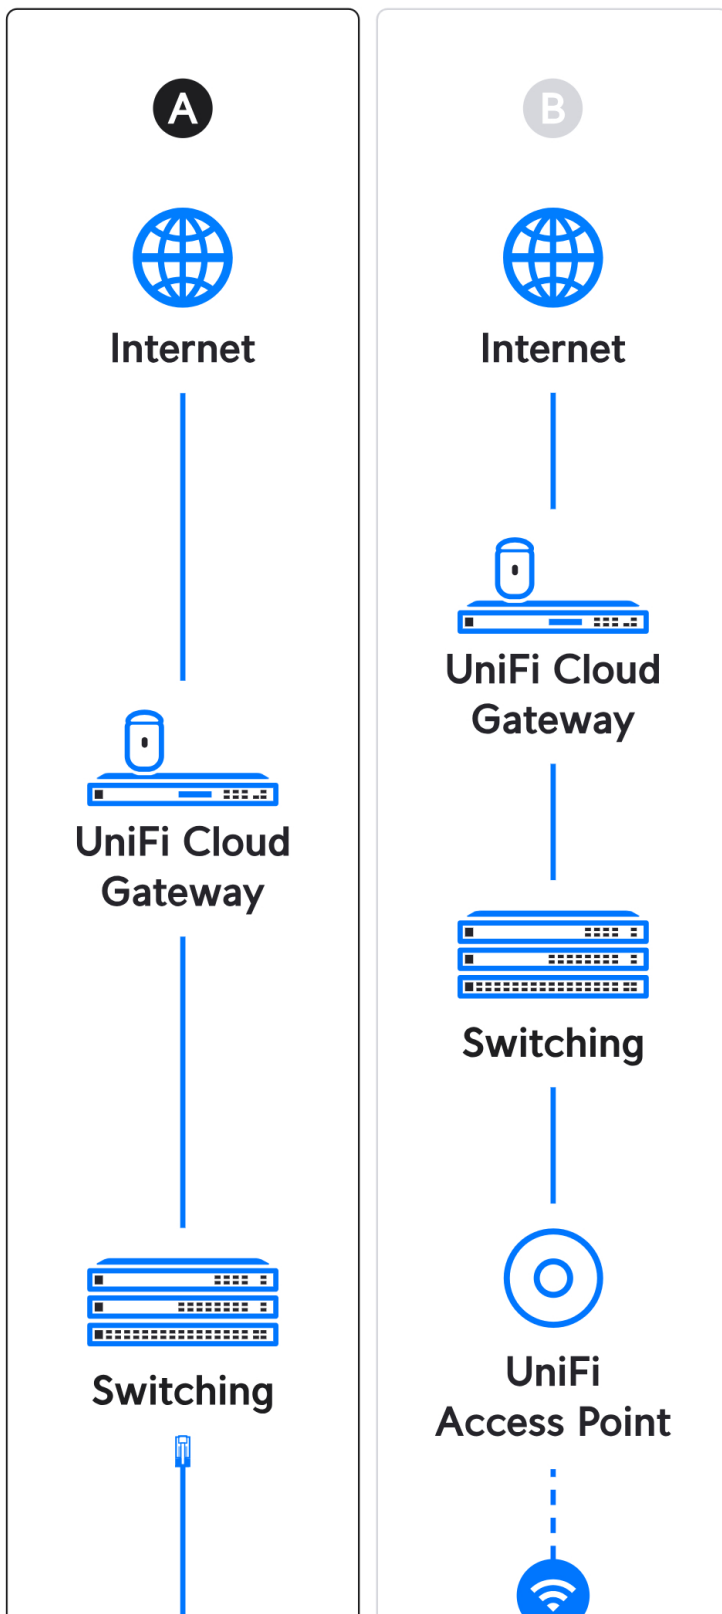 A
Internet
UniFi Cloud
Gateway
Switching
B
Internet
UniFi Cloud
Gateway
Switching
UniFi
Access Point